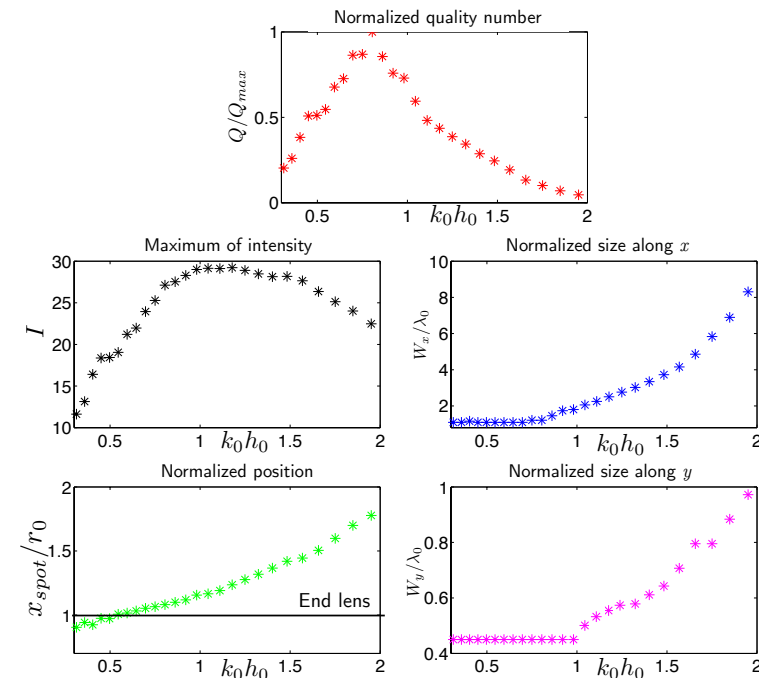 Normalized quality number
1
0.5
0
Q/Q_{max}
0.5
1
2
k_0h_0
Maximum of intensity
30
25
20
15
10
I
0.5
1
1.5
2
k_0h_0
Normalized size along x
10
8
6
4
2
W_x/λ_0
0.5
1
1.5
2
k_0h_0
Normalized position
2
1.5
1
x_{spot}/r_0
End lens
0.5
1
1.5
2
k_0h_0
Normalized size along y
1
0.8
0.6
0.4
W_y/λ_0
0.5
1
1.5
2
k_0h_0